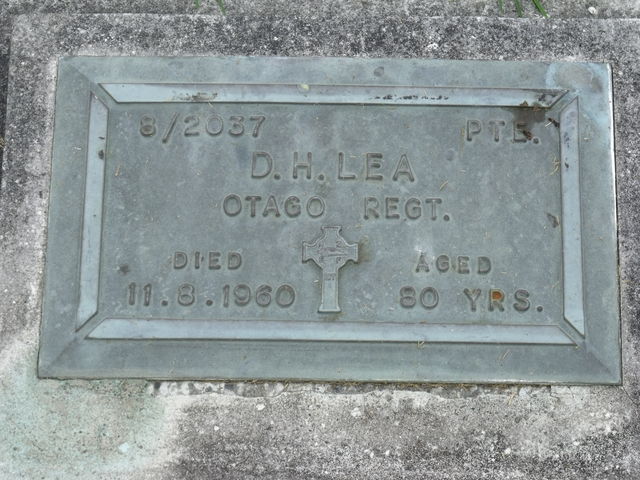 8/2037 PTE.
D.H. LEA
OTAGO REGT.
DIED AGED
11.8.1960 80 YRS.